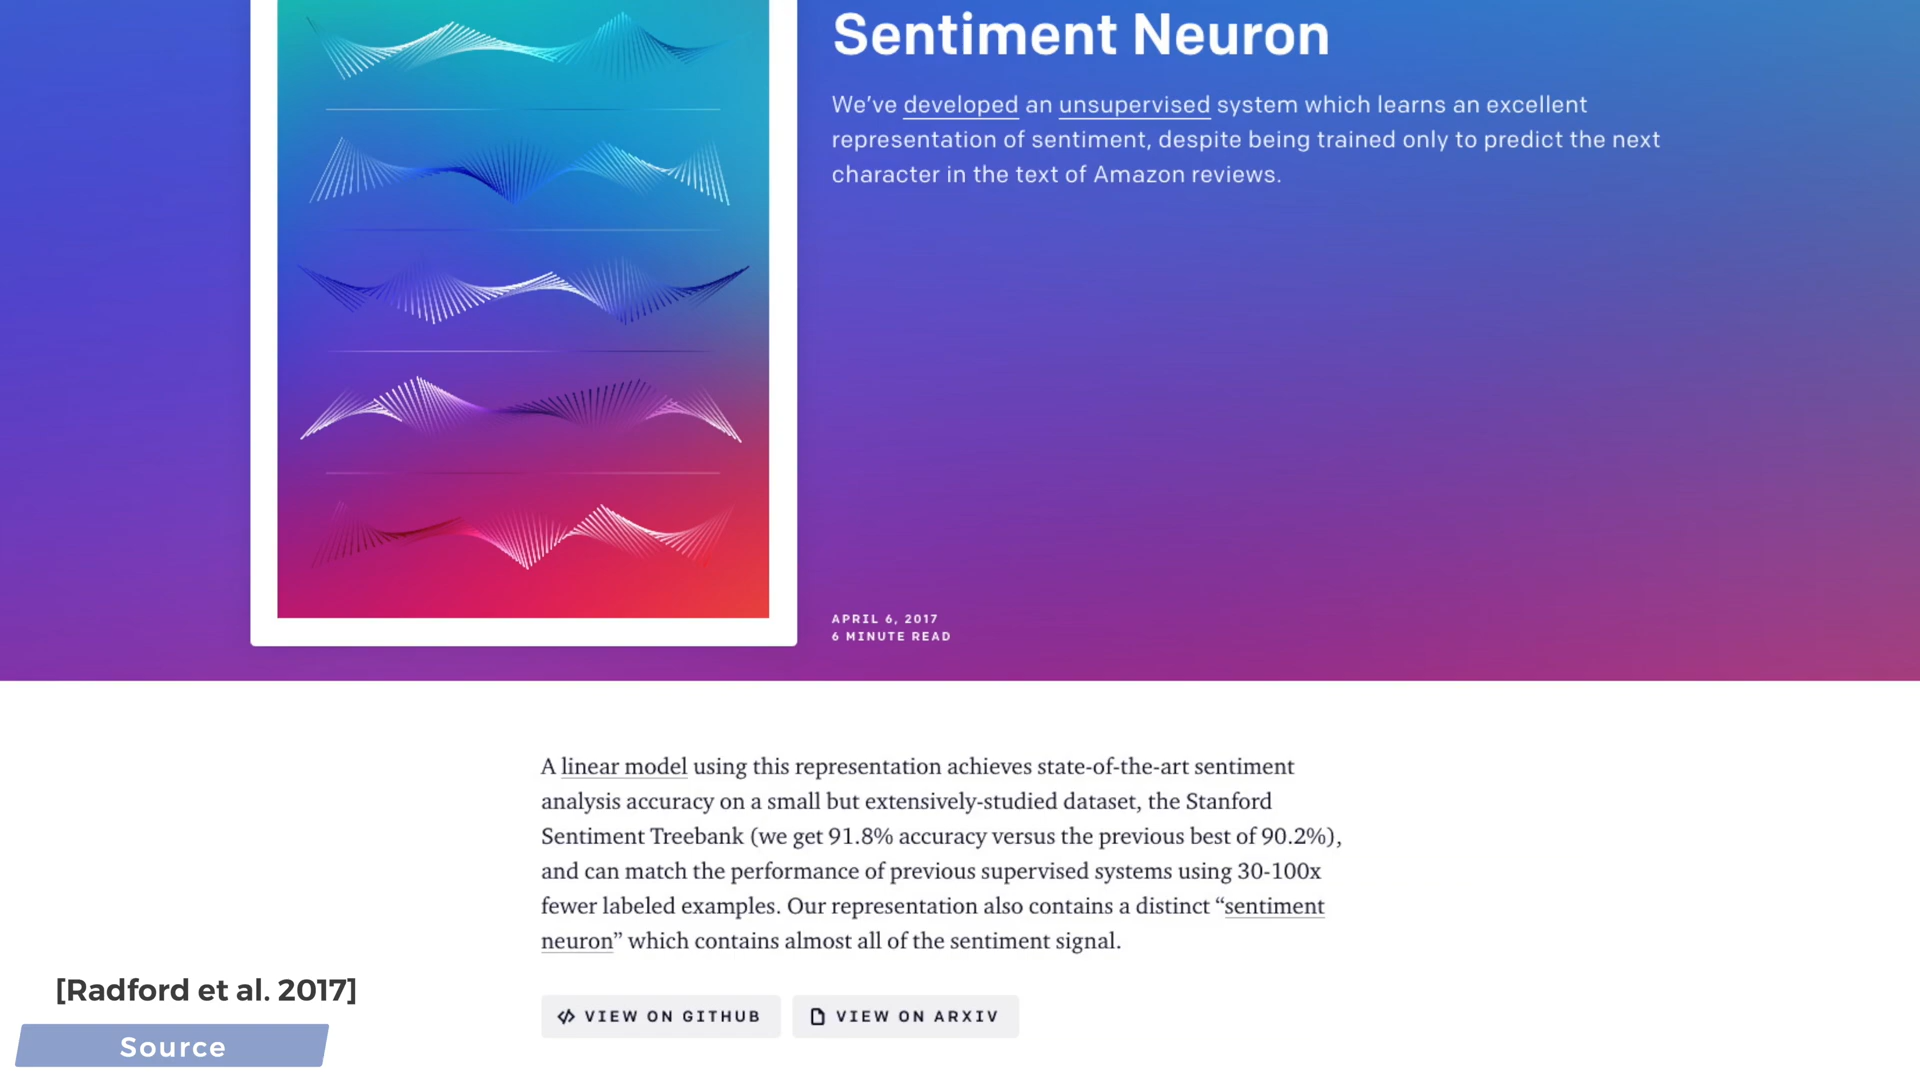 Sentiment Neuron
We’ve developed an unsupervised system which learns an excellent
representation of sentiment, despite being trained only to predict the next
character in the text of Amazon reviews.
APRIL 6, 2017
6 MINUTE READ
A linear model using this representation achieves state-of-the-art sentiment
analysis accuracy on a small but extensively-studied dataset, the Stanford
Sentiment Treebank (we get 91.8% accuracy versus the previous best of 90.2%),
and can match the performance of previous supervised systems using 30-100x
fewer labeled examples. Our representation also contains a distinct “sentiment
neuron” which contains almost all of the sentiment signal.
VIEW ON GITHUB
VIEW ON ARXIV
[Radford et al. 2017]
Source